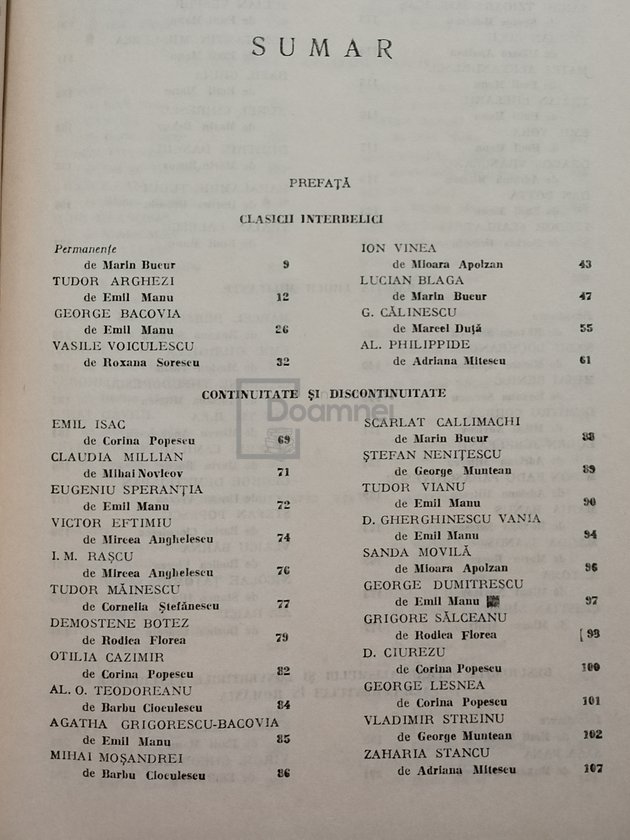 SUMAR
PREFAȚĂ
CLASICII INTERBELICI
Permanențe
de Marin Bucur 9
TUDOR ARGHEZI
de Emil Manu 12
GEORGE BACOVIA
de Emil Manu 26
VASILE VOICULESCU
de Roxana Sorescu 32
ION VINEA
de Mioara Apolzan 43
LUCIAN BLAGA
de Marin Bucur 47
G. CĂLINESCU
de Marcel Duță 55
AL. PHILIPPIDE
de Adriana Mitescu 61
CONTINUITATE ȘI DISCONTINUITATE
EMIL ISAC
de Corina Popescu 69
CLAUDIA MILLIAN
de Mihai Novicov 71
EUGENIU SPERANȚIA
de Emil Manu 72
VICTOR EFTIMIU
de Mircea Anghelescu 74
I. M. RAȘCU
de Mircea Anghelescu 76
TUDOR MĂINESCU
de Cornelia Ștefănescu 77
DEMOSTENE BOTEZ
de Rodica Florea 79
OTILIA CAZIMIR
de Corina Popescu 82
AL. O. TEODOREANU
de Barbu Cioculescu 84
AGATHA GRIGORESCU-BACOVIA
de Emil Manu 85
MIHAI MOȘANDREI
de Barbu Cioculescu 86
SCARLAT CALLIMACHI
de Marin Bucur 88
ȘTEFAN NENIȚESCU
de George Muntean 89
TUDOR VIANU
de Emil Manu 90
D. GHERGHINESCU VANIA
de Emil Manu 94
SANDA MOVILĂ
de Mioara Apolzan 96
GEORGE DUMITRESCU
de Emil Manu 97
GRIGORE SĂLCEANU
de Rodica Florea [ 98
D. CIUREZU
de Corina Popescu 100
GEORGE LESNEA
de Corina Popescu 101
VLADIMIR STREINU
de George Muntean 102
ZAHARIA STANCU
de Adriana Mitescu 107
Doamnei